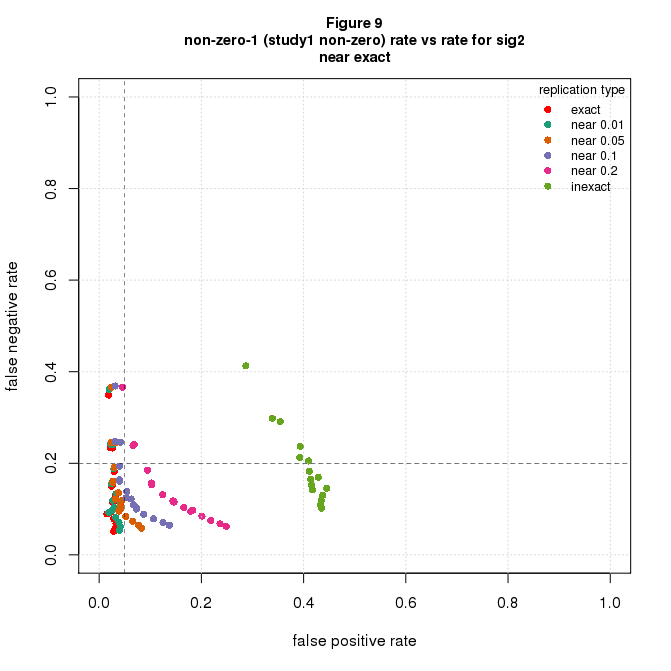 Figure 9
non-zero-1 (study1 non-zero) rate vs rate for sig2
near exact
replication type
exact
near 0.01
near 0.05
near 0.1
near 0.2
inexact
false negative rate
1.0
0.8
0.6
0.4
0.2
0.0
0.0 0.2 0.4 0.6 0.8 1.0
false positive rate